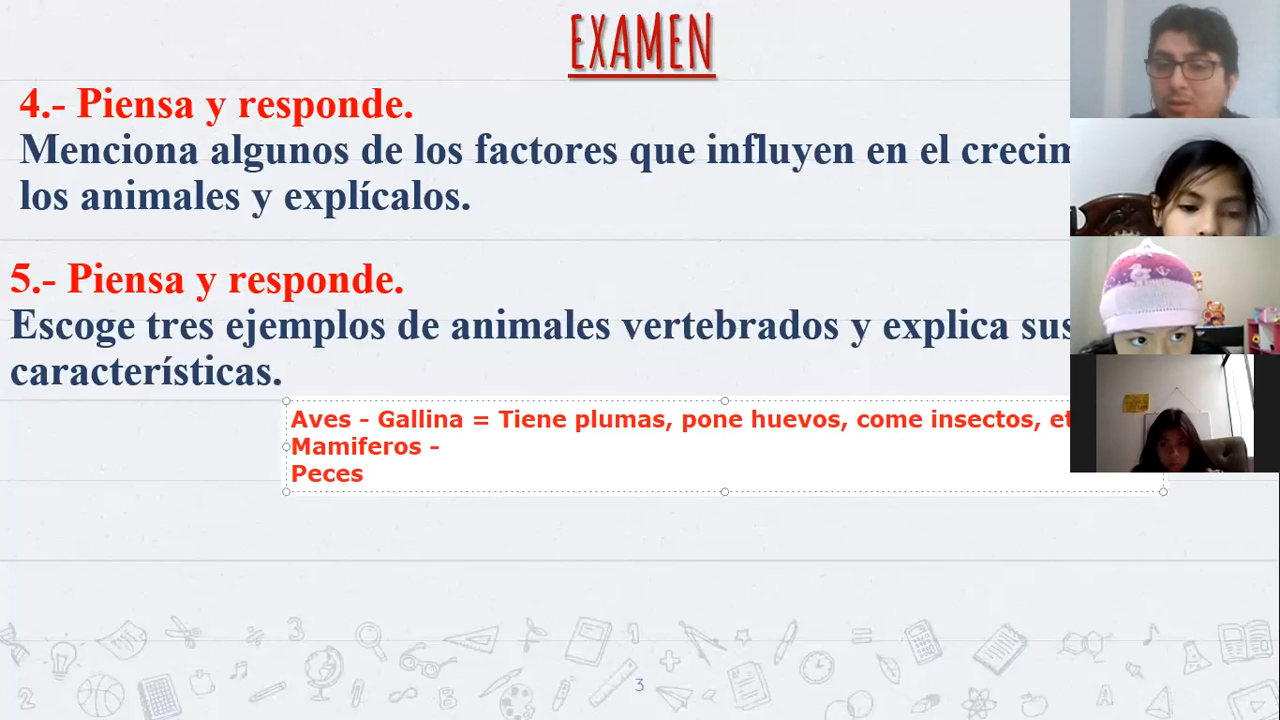 EXAMEN
4.- Piensa y responde.
Menciona algunos de los factores que influyen en el
los animales y explícalos.
5.- Piensa y responde.
Escoge tres ejemplos de animales vertebrados y explica sus
características.
Aves - Gallina = Tiene plumas, pone huevos, come insectos,
Mamiferos -
Peces
3